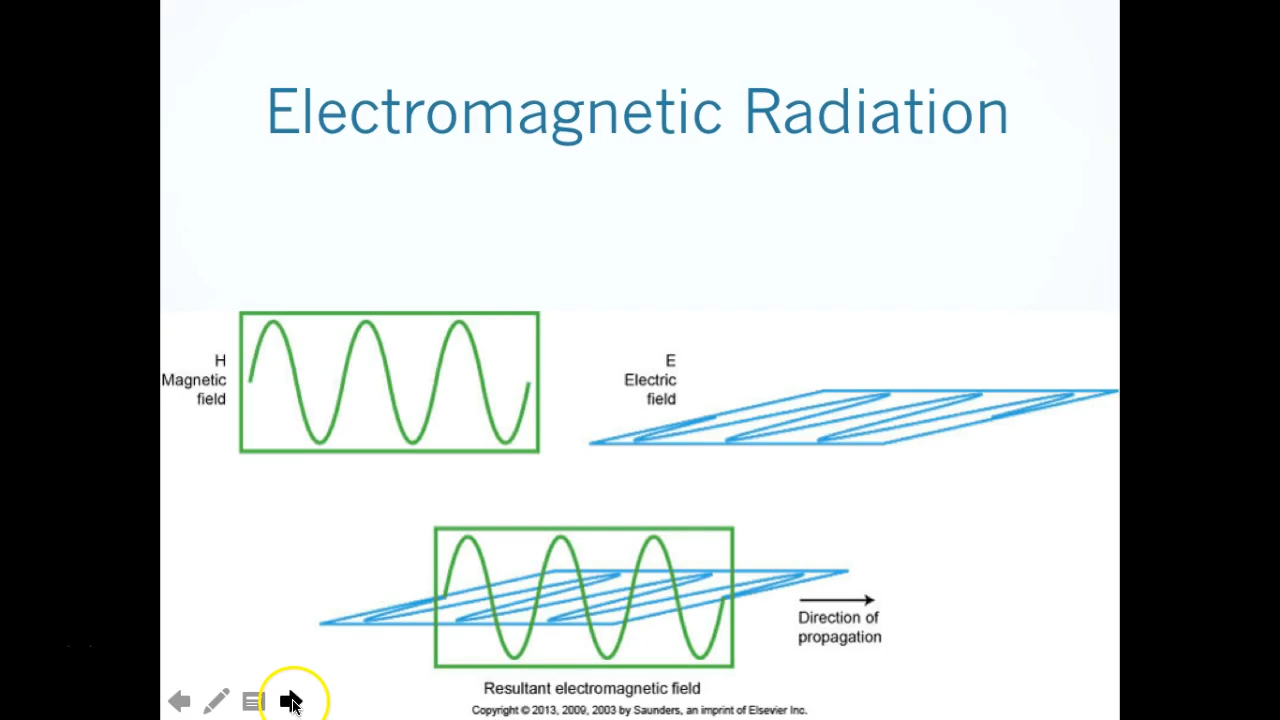 Electromagnetic Radiation
H
Magnetic
field
E
Electric
field
Direction of
propagation
Resultant electromagnetic field
Copyright © 2013, 2009, 2003 by Saunders, an imprint of Elsevier Inc.